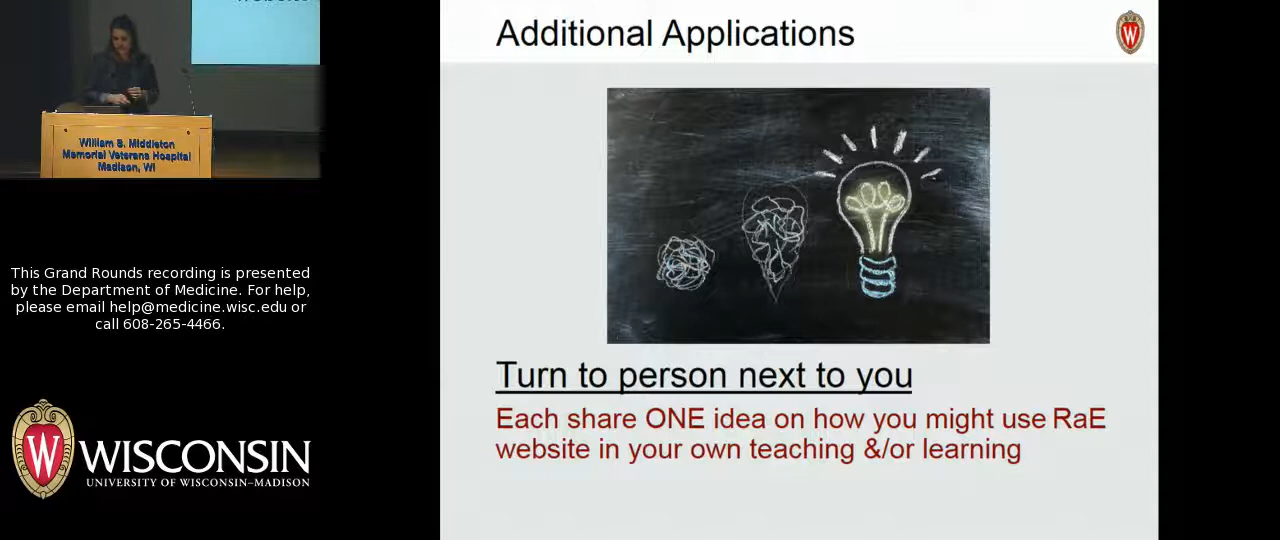 William S. Middleton
Memorial Veterans Hospital
Madison, WI
This Grand Rounds recording is presented
by the Department of Medicine. For help,
please email help@medicine.wisc.edu or
call 608-265-4466.
W
WISCONSIN
UNIVERSITY OF WISCONSIN–MADISON
Additional Applications
W
Turn to person next to you
Each share ONE idea on how you might use RaE
website in your own teaching &/or learning